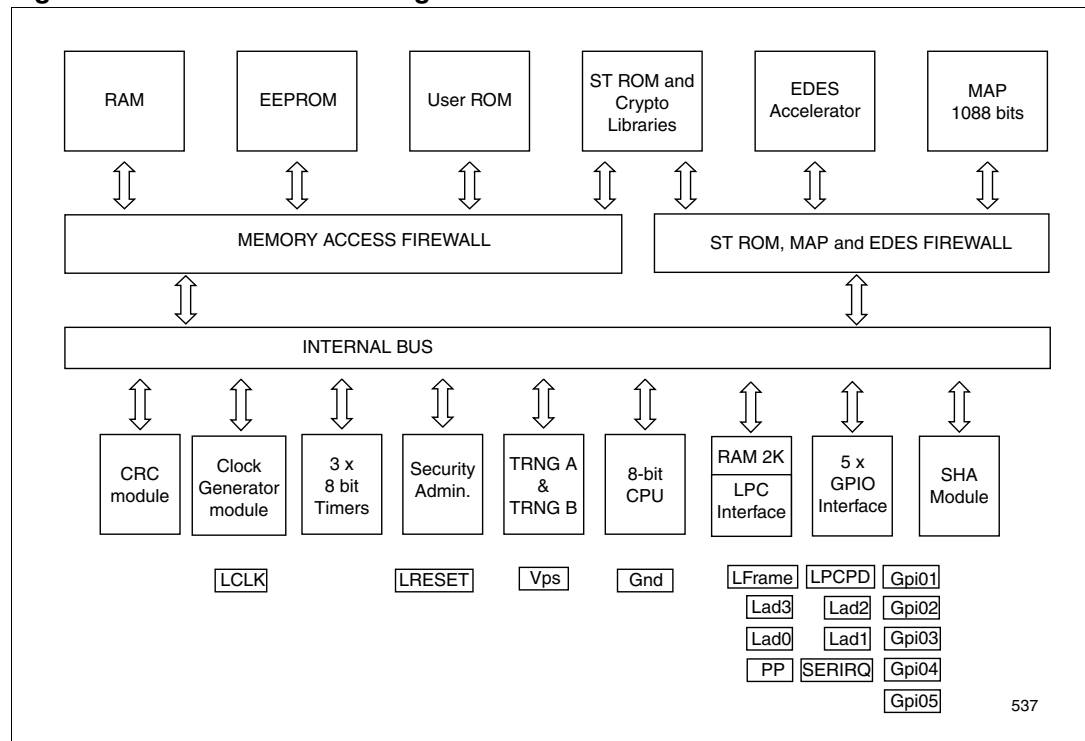 RAM
EEPROM
User ROM
ST ROM and
Crypto
Libraries
EDES
Accelerator
MAP
1088 bits
MEMORY ACCESS FIREWALL
ST ROM, MAP and EDES FIREWALL
INTERNAL BUS
CRC
module
Clock
Generator
module
3 x
8 bit
Timers
Security
Admin.
TRNG A
&
TRNG B
8-bit
CPU
RAM 2K
LPC
Interface
5 x
GPIO
Interface
SHA
Module
LCLK
LRESET
Vps
Gnd
LFrame
LPCPD
Gpi01
Lad3
Lad2
Gpi02
Lad0
Lad1
Gpi03
PP
SERIRQ
Gpi04
Gpi05
537